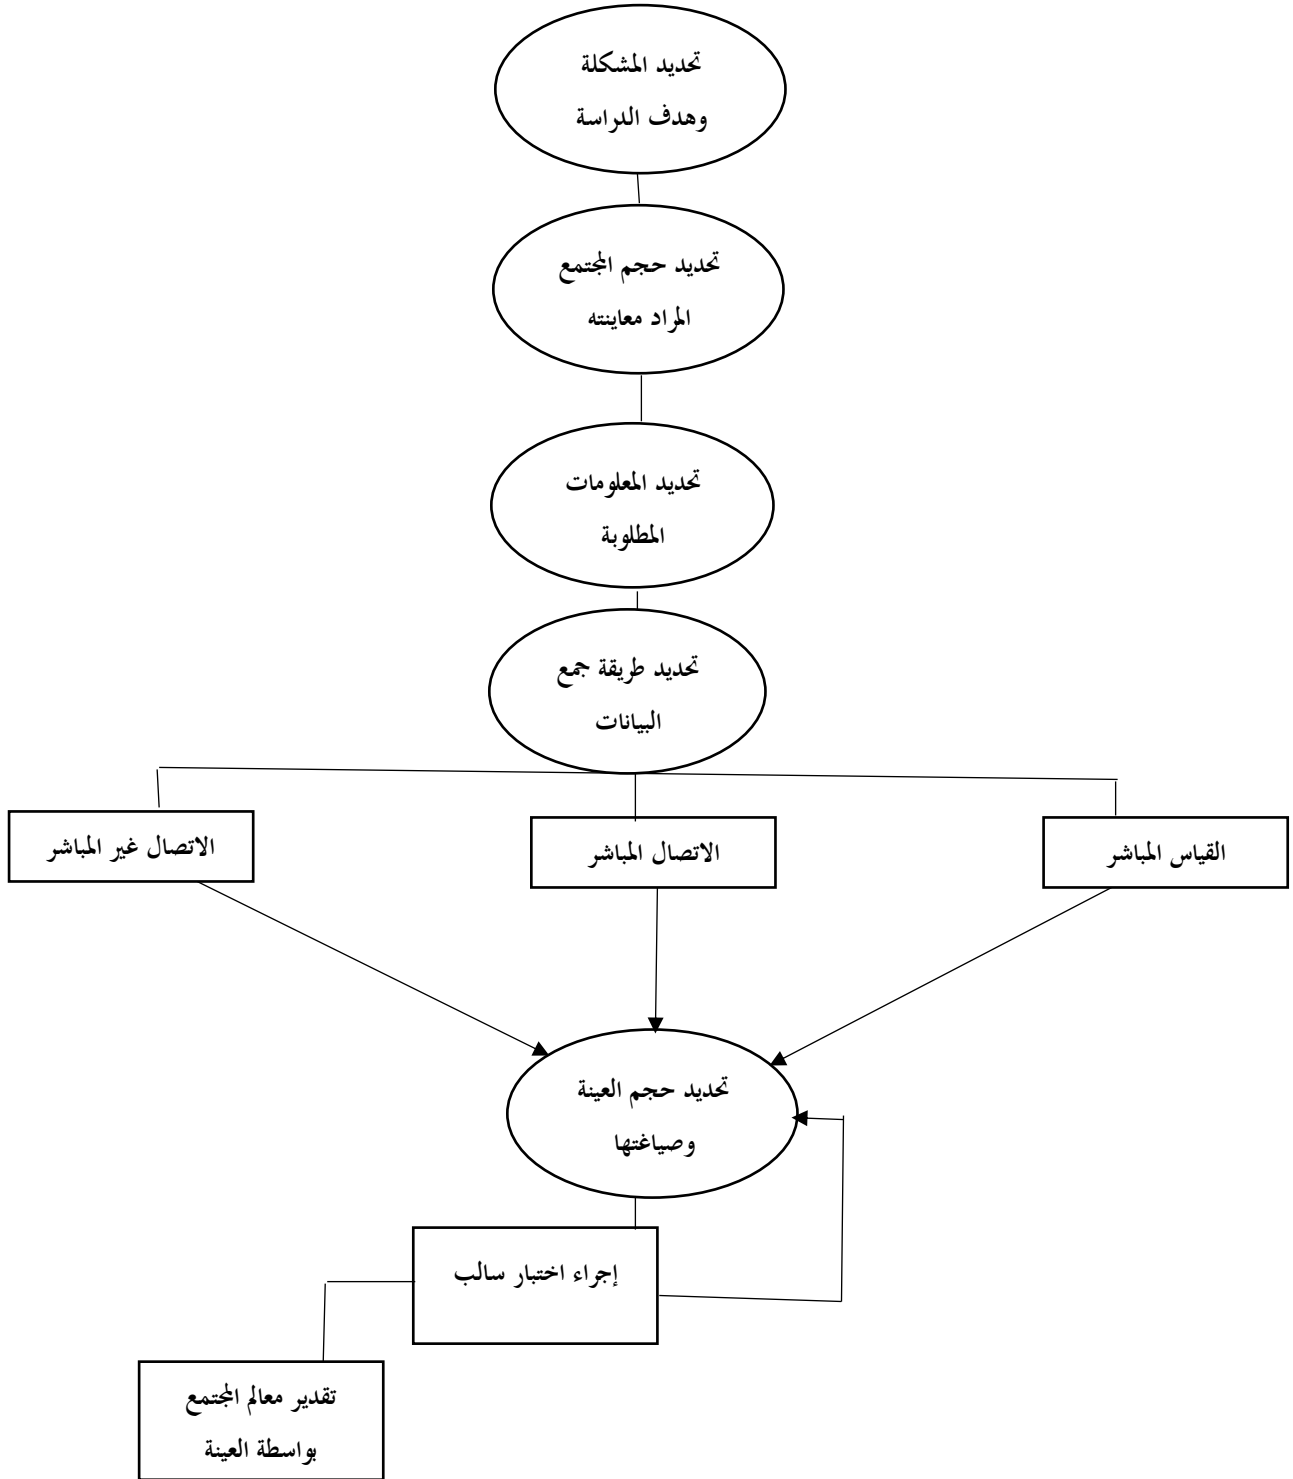 تحديد المشكلة
وهدف الدراسة
تحديد حجم المجتمع
المراد معاينته
تحديد المعلومات
المطلوبة
تحديد طريقة جمع
البيانات
القياس المباشر
الاتصال المباشر
الاتصال غير المباشر
تحديد حجم العينة
وصياغتها
إجراء اختبار سالب
تقدير معالم المجتمع
بواسطة العينة